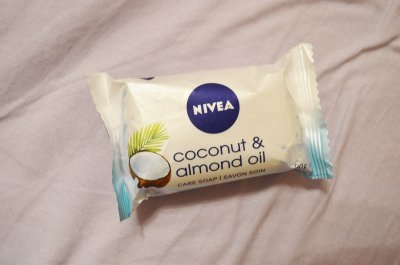 NIVEA
coconut &
almond oil
CARE SOAP | SAVON SOIN